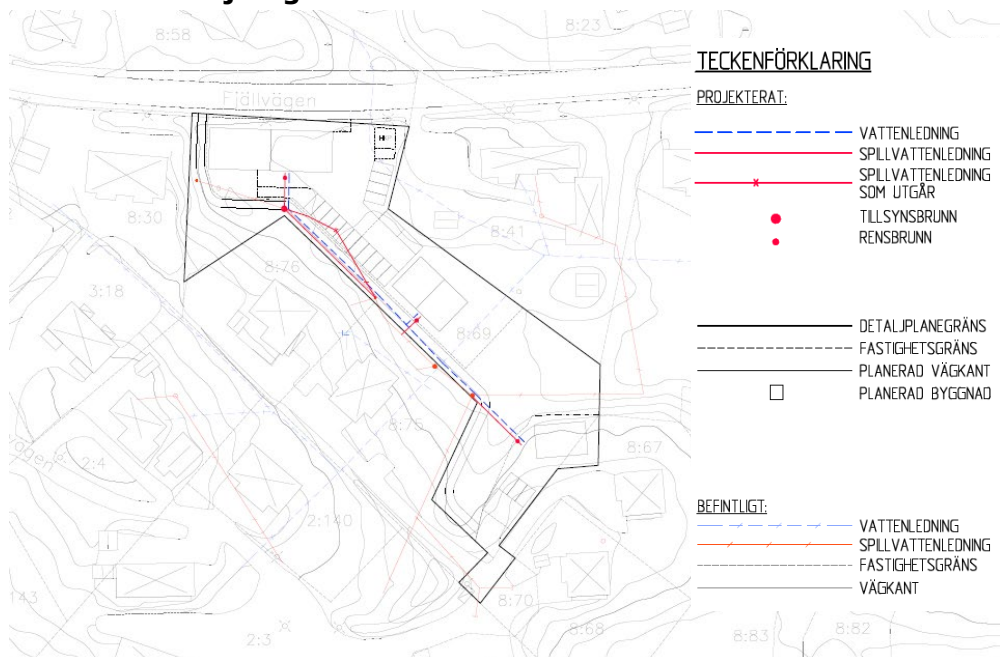 8:58
8:23
Fjällvägen
8:30
8:41
3:18
8:76
8:69
8:75
8:67
2:4
2:140
2:3
8:70
8:68
8:83
8:82
TECKENFÖRKLARING
PROJEKTERAT:
VATTENLEDNING
SPILLVATTENLEDNING
SPILLVATTENLEDNING
SOM UTGÅR
TILLSYNSBRUNN
RENSBRUNN
DETALJPLANEGRÄNS
FASTIGHETSGRÄNS
PLANERAD VÄGKANT
PLANERAD BYGGNAD
BEFINTLIGT:
VATTENLEDNING
SPILLVATTENLEDNING
FASTIGHETSGRÄNS
VÄGKANT